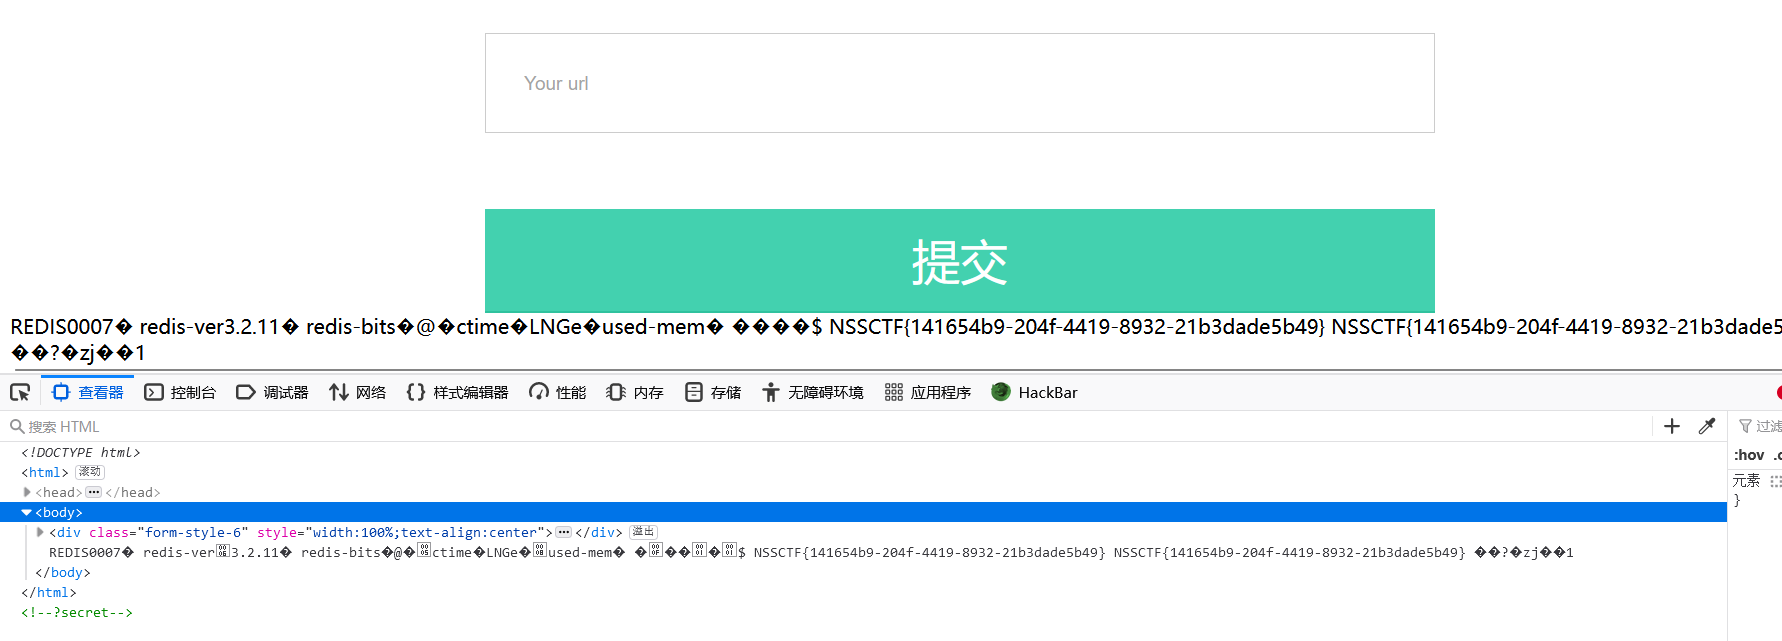 Your url
提交
REDIS0007� redis-ver3.2.11� redis-bits�@�ctime�LNGe�used-mem� ����$ NSSCTF{141654b9-204f-4419-8932-21b3dade5b49} NSSCTF{141654b9-204f-4419-8932-21b3dade5
��?�zj��1
查看器 控制台 调试器 网络 样式编辑器 性能 内存 存储 无障碍环境 应用程序 HackBar
搜索 HTML 过滤
<!DOCTYPE html>
:hov .c
<html> 滚动
元素
<head>…</head>
}
<body>
<div class="form-style-6" style="width:100%;text-align:center">…</div> 溢出
REDIS0007� redis-ver3.2.11� redis-bits�@�ctime�LNGe�used-mem� ����$ NSSCTF{141654b9-204f-4419-8932-21b3dade5b49} NSSCTF{141654b9-204f-4419-8932-21b3dade5b49} ��?�zj��1
</body>
</html>
<!--?secret-->